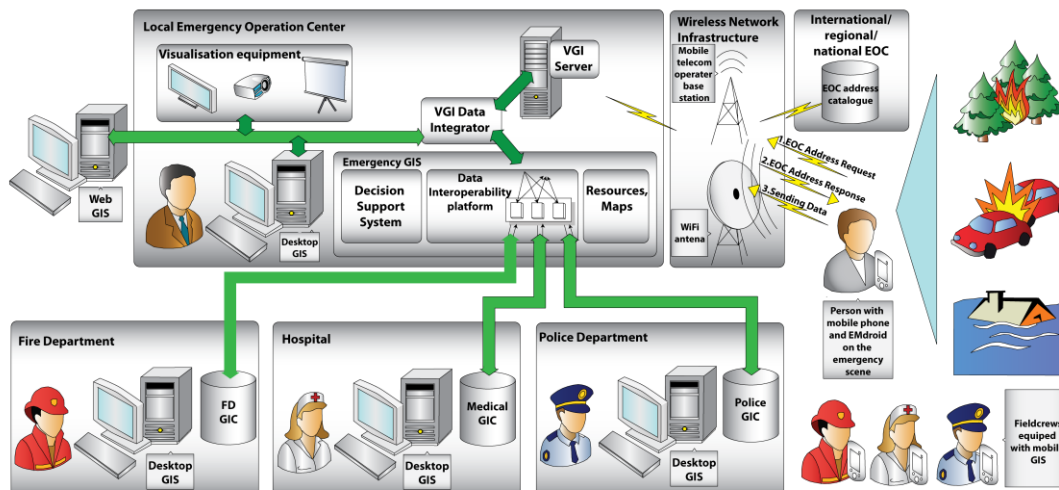 Local Emergency Operation Center
Visualisation equipment
VGI
Server
VGI Data
Integrator
Web
GIS
Desktop
GIS
Emergency GIS
Decision
Support
System
Data
Interoperability
platform
Resources,
Maps
Wireless Network
Infrastructure
Mobile
telecom
operater
base
station
WiFi
antena
International/
regional/
national EOC
EOC address
catalogue
1.EOC Address Request
2.EOC Address Response
3.Sending Data
Person with
mobile phone
and EMdroid
on the
emergency
scene
Fire Department
FD
GIC
Desktop
GIS
Hospital
Medical
GIC
Desktop
GIS
Police Department
Police
GIC
Desktop
GIS
Fieldcrews
equiped
with mobile
GIS